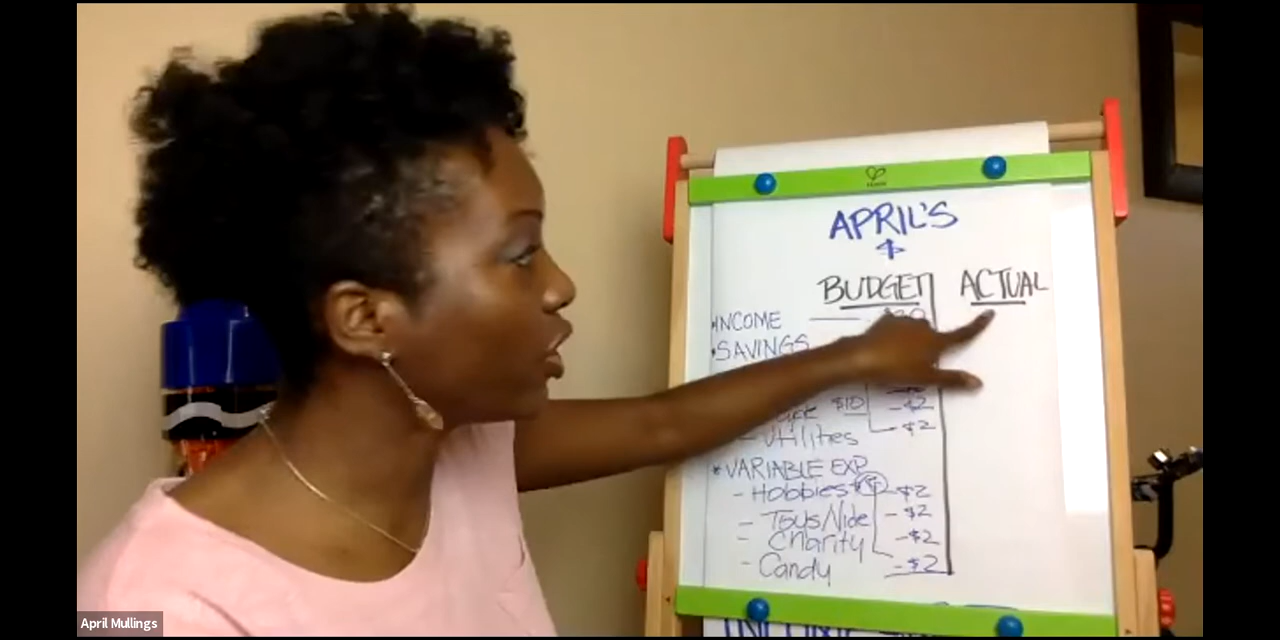 APRIL'S
$
BUDGET ACTUAL
•INCOME
•SAVINGS
-$2
$10 -$2
- Utilities
* VARIABLE EXP
- Hobbies -$2
- Toys/Vide -$2
- Charity -$2
- Candy -$2
April Mullings